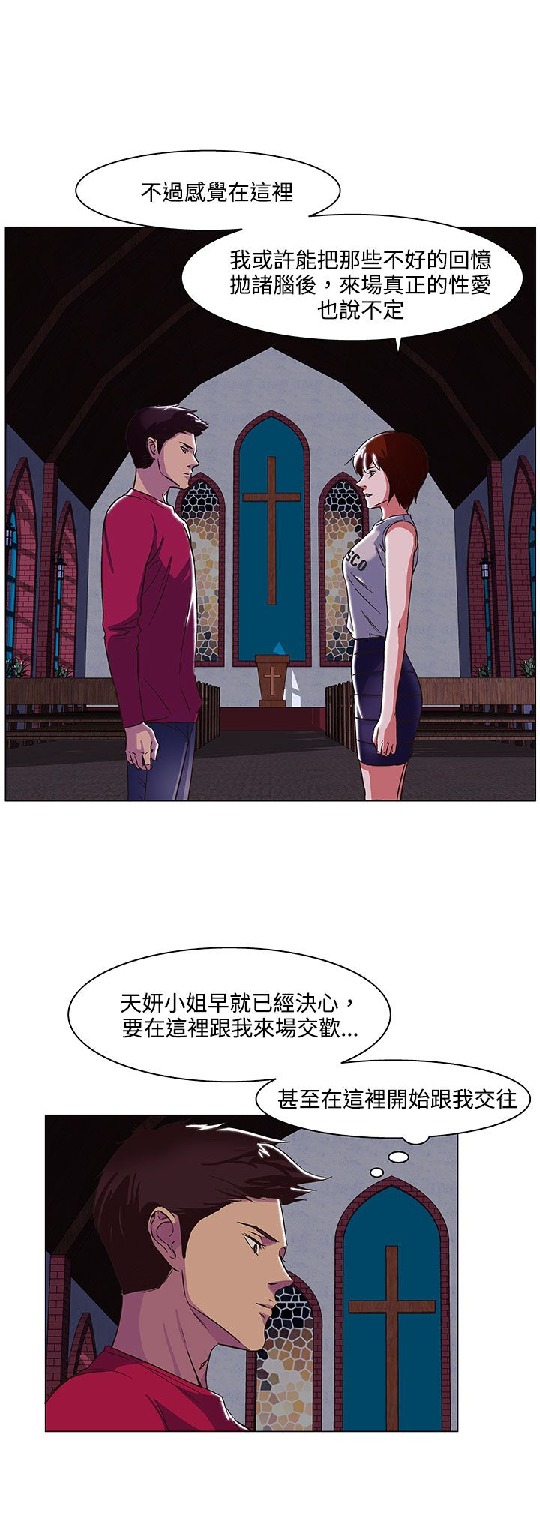 不過感覺在這裡
我或許能把那些不好的回憶
拋諸腦後，來場真正的性愛
也說不定
SCO
天妍小姐早就已經決心，
要在這裡跟我來場交歡...
甚至在這裡開始跟我交往